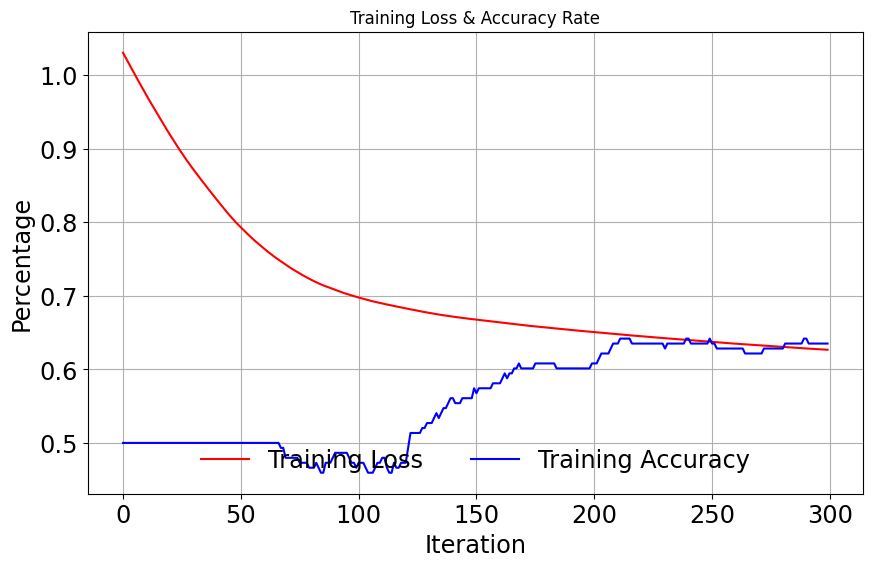 Training Loss & Accuracy Rate
1.0
0.9
0.8
0.7
0.6
0.5
Percentage
Training Loss Training Accuracy
0 50 100 150 200 250 300
Iteration